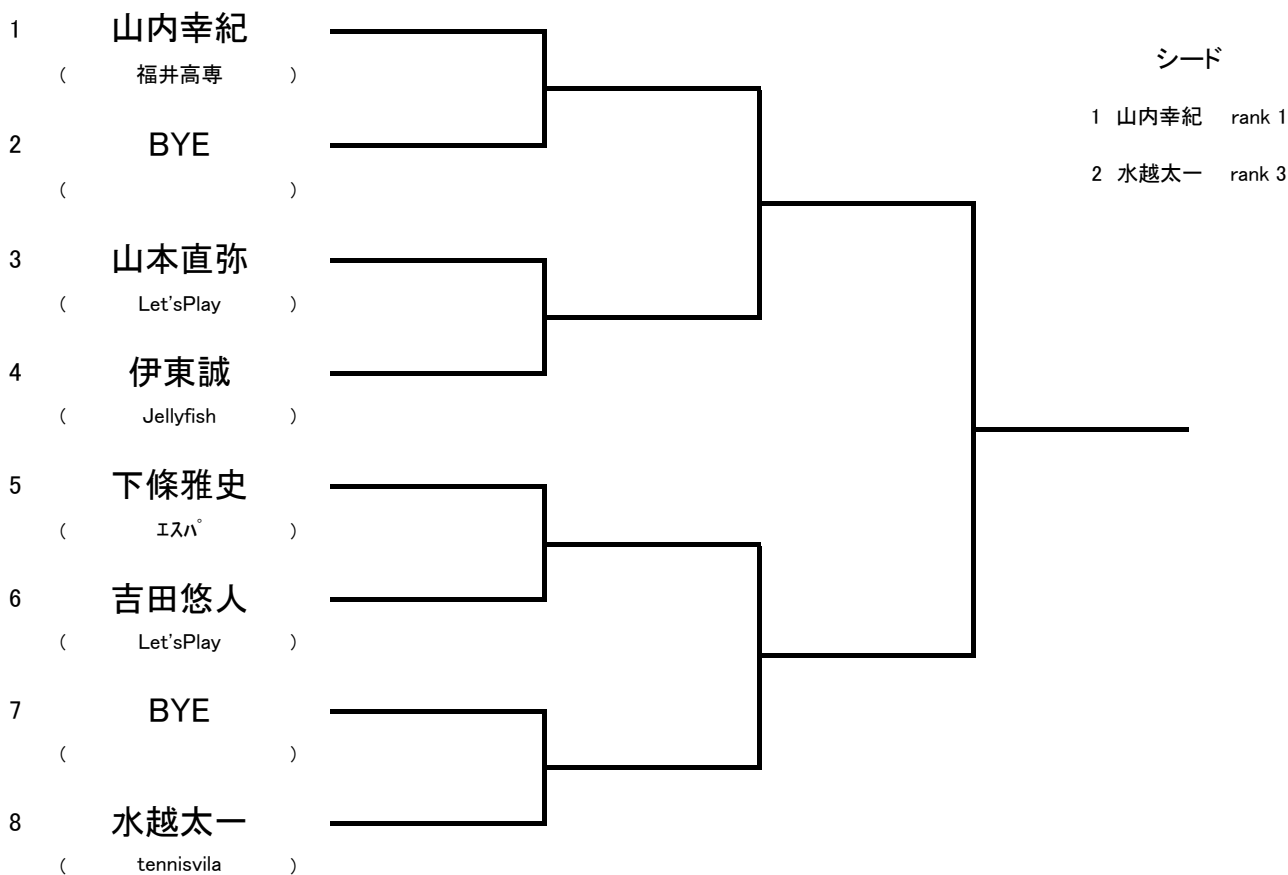 1 山内幸紀
( 福井高専 )
2 BYE
( )
3 山本直弥
( Let'sPlay )
4 伊東誠
( Jellyfish )
5 下條雅史
( ｴｽﾊﾟ )
6 吉田悠人
( Let'sPlay )
7 BYE
( )
8 水越太一
( tennisvila )
シード
1 山内幸紀 rank 1
2 水越太一 rank 3